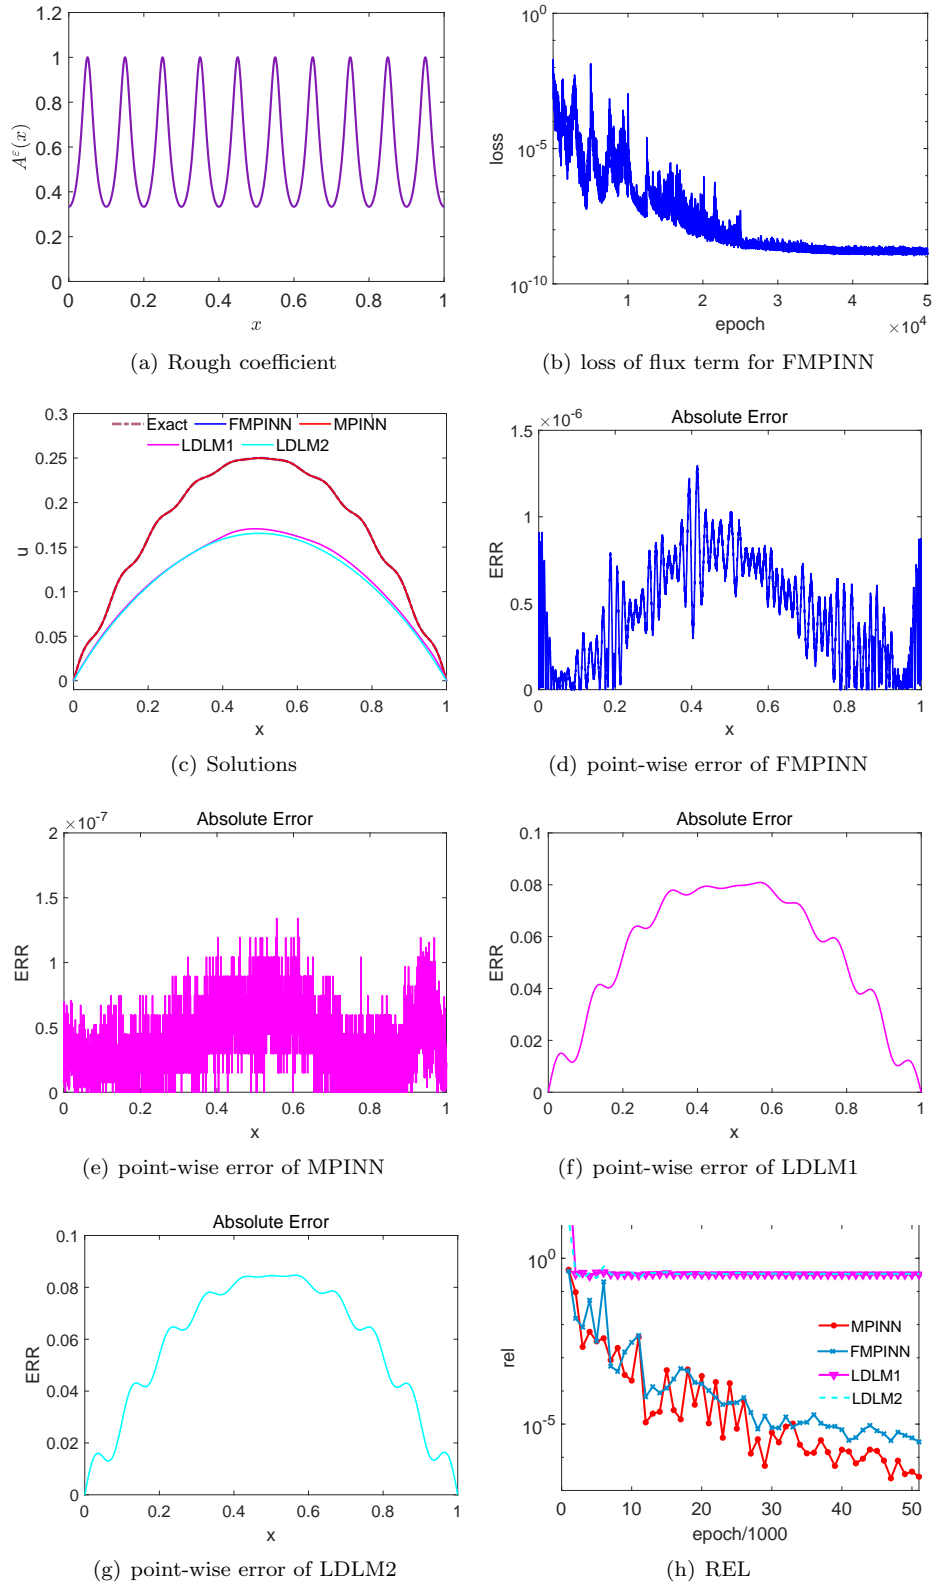 1.2
1
0.8
0.6
0.4
0.2
0
A^ε(x)
0 0.2 0.4 0.6 0.8 1
x
(a) Rough coefficient
10^0
10^-5
10^-10
loss
1 2 3 4 5
epoch
×10^4
(b) loss of flux term for FMPINN
0.3
0.25
0.15
0.05
0
u
Exact FMPINN MPINN
LDLM1 LDLM2
0 0.2 0.4 0.6 0.8 1
x
(c) Solutions
Absolute Error
×10^-6
1.5
1
0.5
0
ERR
0 0.2 0.4 0.6 0.8 1
x
(d) point-wise error of FMPINN
Absolute Error
×10^-7
2
1.5
1
0.5
0
ERR
0 0.2 0.4 0.6 0.8 1
x
(e) point-wise error of MPINN
Absolute Error
0.1
0.08
0.06
0.04
0.02
0
ERR
0 0.2 0.4 0.6 0.8 1
x
(f) point-wise error of LDLM1
Absolute Error
0.1
0.08
0.06
0.04
0.02
0
ERR
0 0.2 0.4 0.6 0.8 1
x
(g) point-wise error of LDLM2
10^0
10^-5
rel
MPINN
FMPINN
LDLM1
LDLM2
0 10 20 30 40 50
epoch/1000
(h) REL